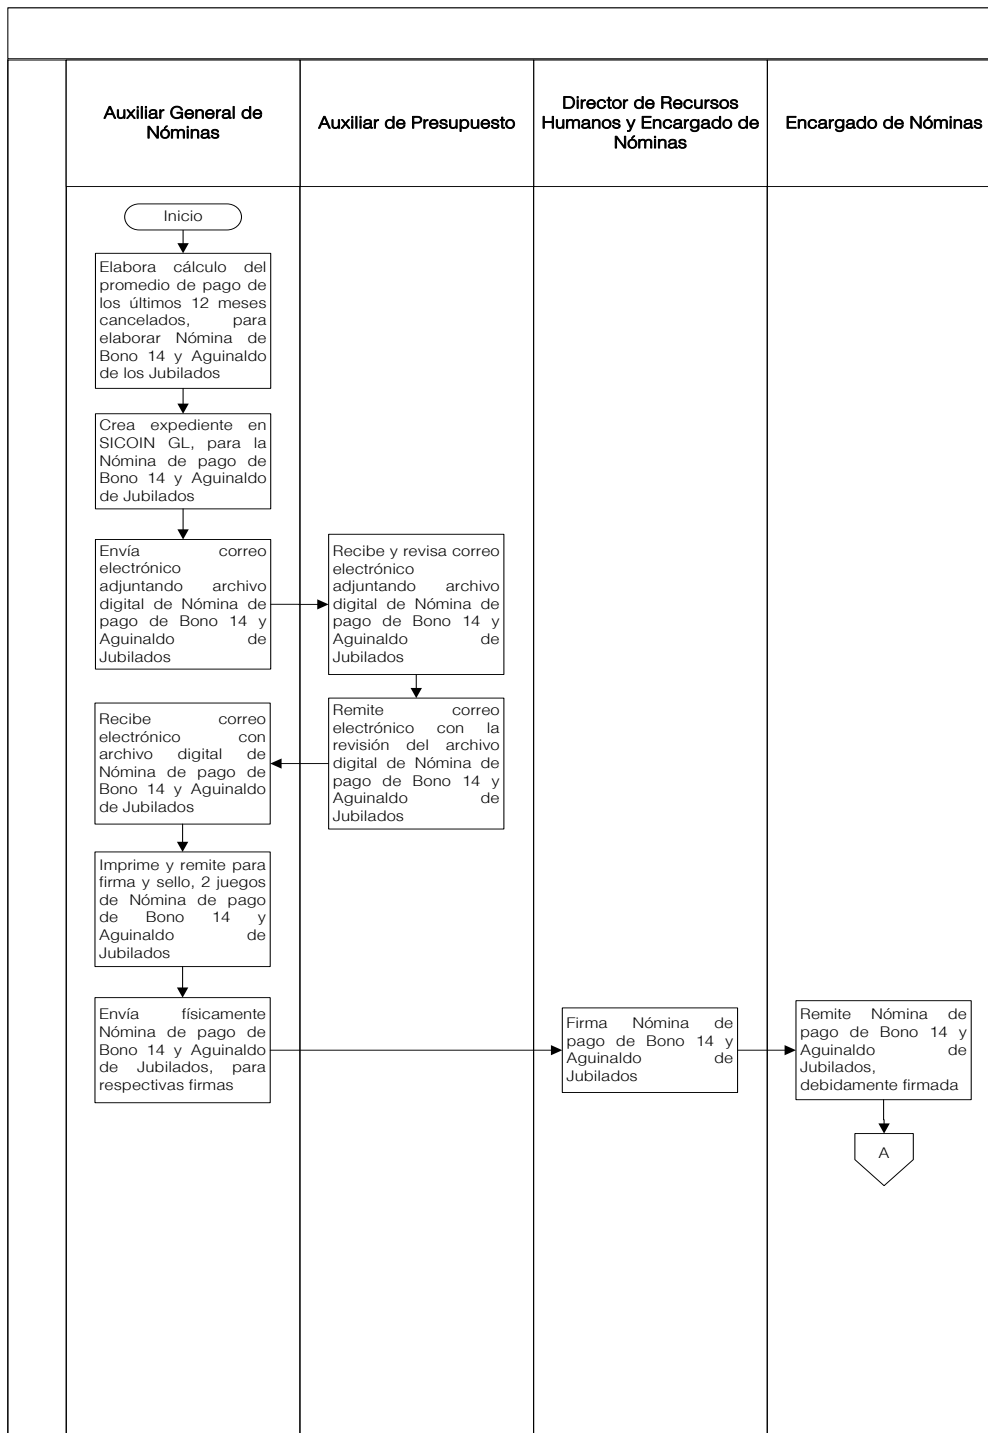 Auxiliar General de
Nóminas
Auxiliar de Presupuesto
Director de Recursos
Humanos y Encargado de
Nóminas
Encargado de Nóminas
Inicio
Elabora cálculo del
promedio de pago de
los últimos 12 meses
cancelados, para
elaborar Nómina de
Bono 14 y Aguinaldo
de los Jubilados
Crea expediente en
SICOIN GL, para la
Nómina de pago de
Bono 14 y Aguinaldo
de Jubilados
Envía correo
electrónico
adjuntando archivo
digital de Nómina de
pago de Bono 14 y
Aguinaldo de
Jubilados
Recibe y revisa correo
electrónico
adjuntando archivo
digital de Nómina de
pago de Bono 14 y
Aguinaldo de
Jubilados
Remite correo
electrónico con la
revisión del archivo
digital de Nómina de
pago de Bono 14 y
Aguinaldo de
Jubilados
Recibe correo
electrónico con
archivo digital de
Nómina de pago de
Bono 14 y Aguinaldo
de Jubilados
Imprime y remite para
firma y sello, 2 juegos
de Nómina de pago
de Bono 14 y
Aguinaldo de
Jubilados
Envía físicamente
Nómina de pago de
Bono 14 y Aguinaldo
de Jubilados, para
respectivas firmas
Firma Nómina de
pago de Bono 14 y
Aguinaldo de
Jubilados
Remite Nómina de
pago de Bono 14 y
Aguinaldo de
Jubilados,
debidamente firmada
A